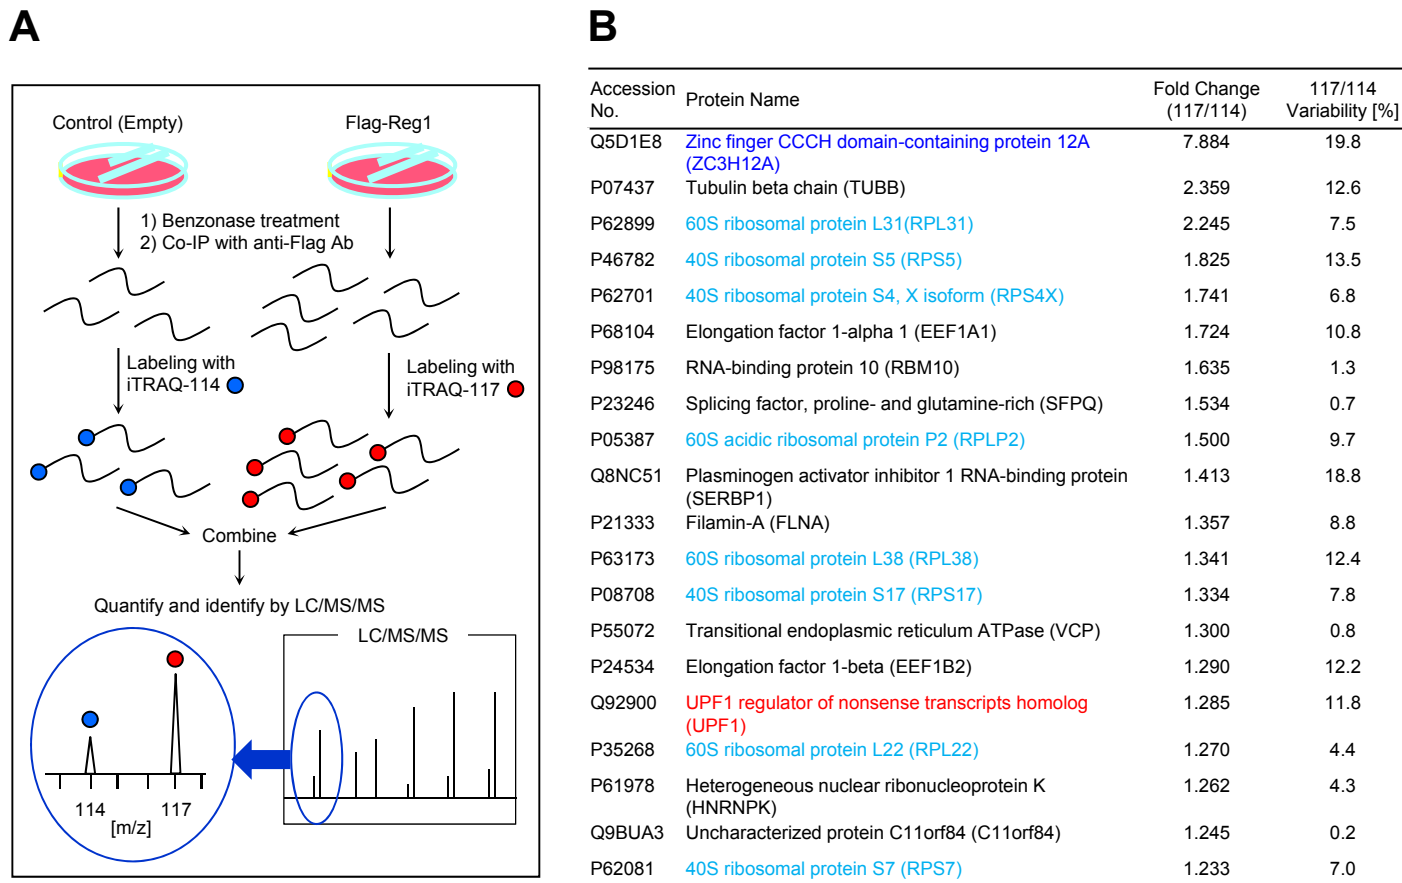 A
Control (Empty)
Flag-Reg1
1) Benzonase treatment
2) Co-IP with anti-Flag Ab
Labeling with
iTRAQ-114
Labeling with
iTRAQ-117
Combine
Quantify and identify by LC/MS/MS
LC/MS/MS
114
117
[m/z]
B
Accession No. Protein Name Fold Change (117/114) 117/114 Variability [%]
Q5D1E8 Zinc finger CCCH domain-containing protein 12A 7.884 19.8
(ZC3H12A)
P07437 Tubulin beta chain (TUBB) 2.359 12.6
P62899 60S ribosomal protein L31(RPL31) 2.245 7.5
P46782 40S ribosomal protein S5 (RPS5) 1.825 13.5
P62701 40S ribosomal protein S4, X isoform (RPS4X) 1.741 6.8
P68104 Elongation factor 1-alpha 1 (EEF1A1) 1.724 10.8
P98175 RNA-binding protein 10 (RBM10) 1.635 1.3
P23246 Splicing factor, proline- and glutamine-rich (SFPQ) 1.534 0.7
P05387 60S acidic ribosomal protein P2 (RPLP2) 1.500 9.7
Q8NC51 Plasminogen activator inhibitor 1 RNA-binding protein 1.413 18.8
(SERBP1)
P21333 Filamin-A (FLNA) 1.357 8.8
P63173 60S ribosomal protein L38 (RPL38) 1.341 12.4
P08708 40S ribosomal protein S17 (RPS17) 1.334 7.8
P55072 Transitional endoplasmic reticulum ATPase (VCP) 1.300 0.8
P24534 Elongation factor 1-beta (EEF1B2) 1.290 12.2
Q92900 UPF1 regulator of nonsense transcripts homolog 1.285 11.8
(UPF1)
P35268 60S ribosomal protein L22 (RPL22) 1.270 4.4
P61978 Heterogeneous nuclear ribonucleoprotein K 1.262 4.3
(HNRNPK)
Q9BUA3 Uncharacterized protein C11orf84 (C11orf84) 1.245 0.2
P62081 40S ribosomal protein S7 (RPS7) 1.233 7.0